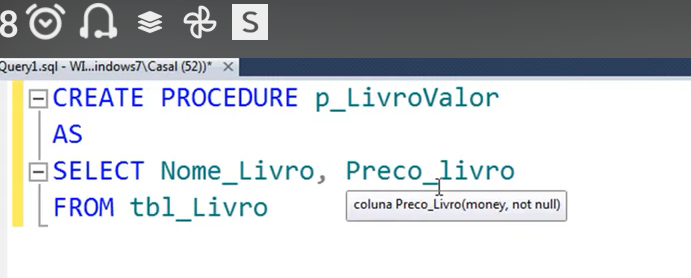 8 S
Query1.sql - WI...indows7\Casal (52))* ×
CREATE PROCEDURE p_LivroValor
AS
SELECT Nome_Livro, Preco_livro
FROM tbl_Livro
coluna Preco_Livro(money, not null)